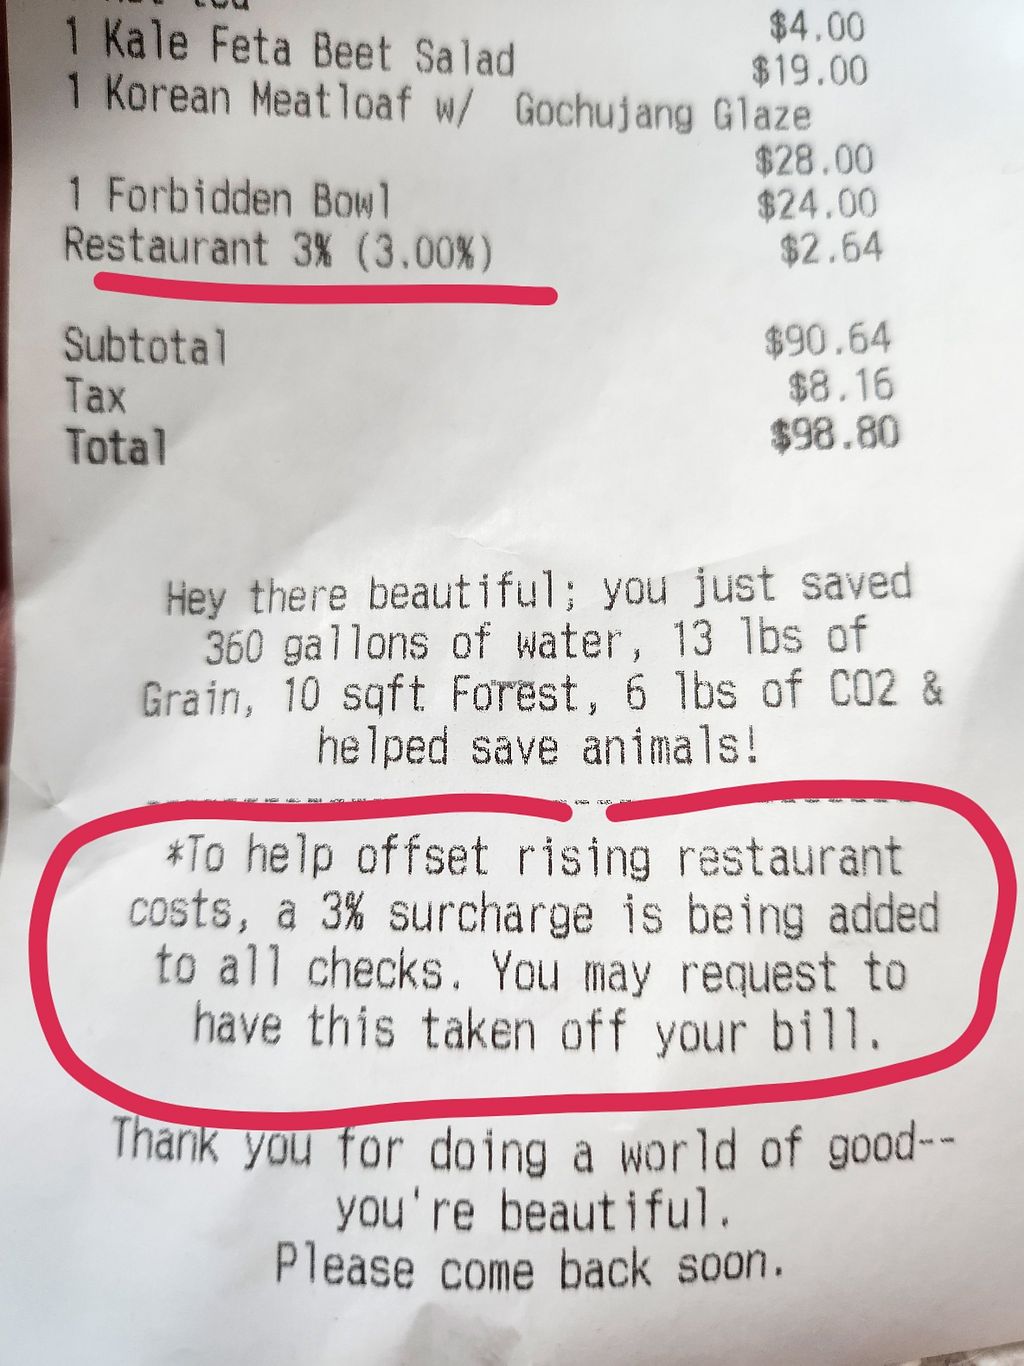 $4.00
1 Kale Feta Beet Salad $19.00
1 Korean Meatloaf w/ Gochujang Glaze
$28.00
1 Forbidden Bowl $24.00
Restaurant 3% (3.00%) $2.64
Subtotal $90.64
Tax $8.16
Total $98.80
Hey there beautiful; you just saved
360 gallons of water, 13 lbs of
Grain, 10 sqft Forest, 6 lbs of CO2 &
helped save animals!
*To help offset rising restaurant
costs, a 3% surcharge is being added
to all checks. You may request to
have this taken off your bill.
Thank you for doing a world of good--
you're beautiful.
Please come back soon.